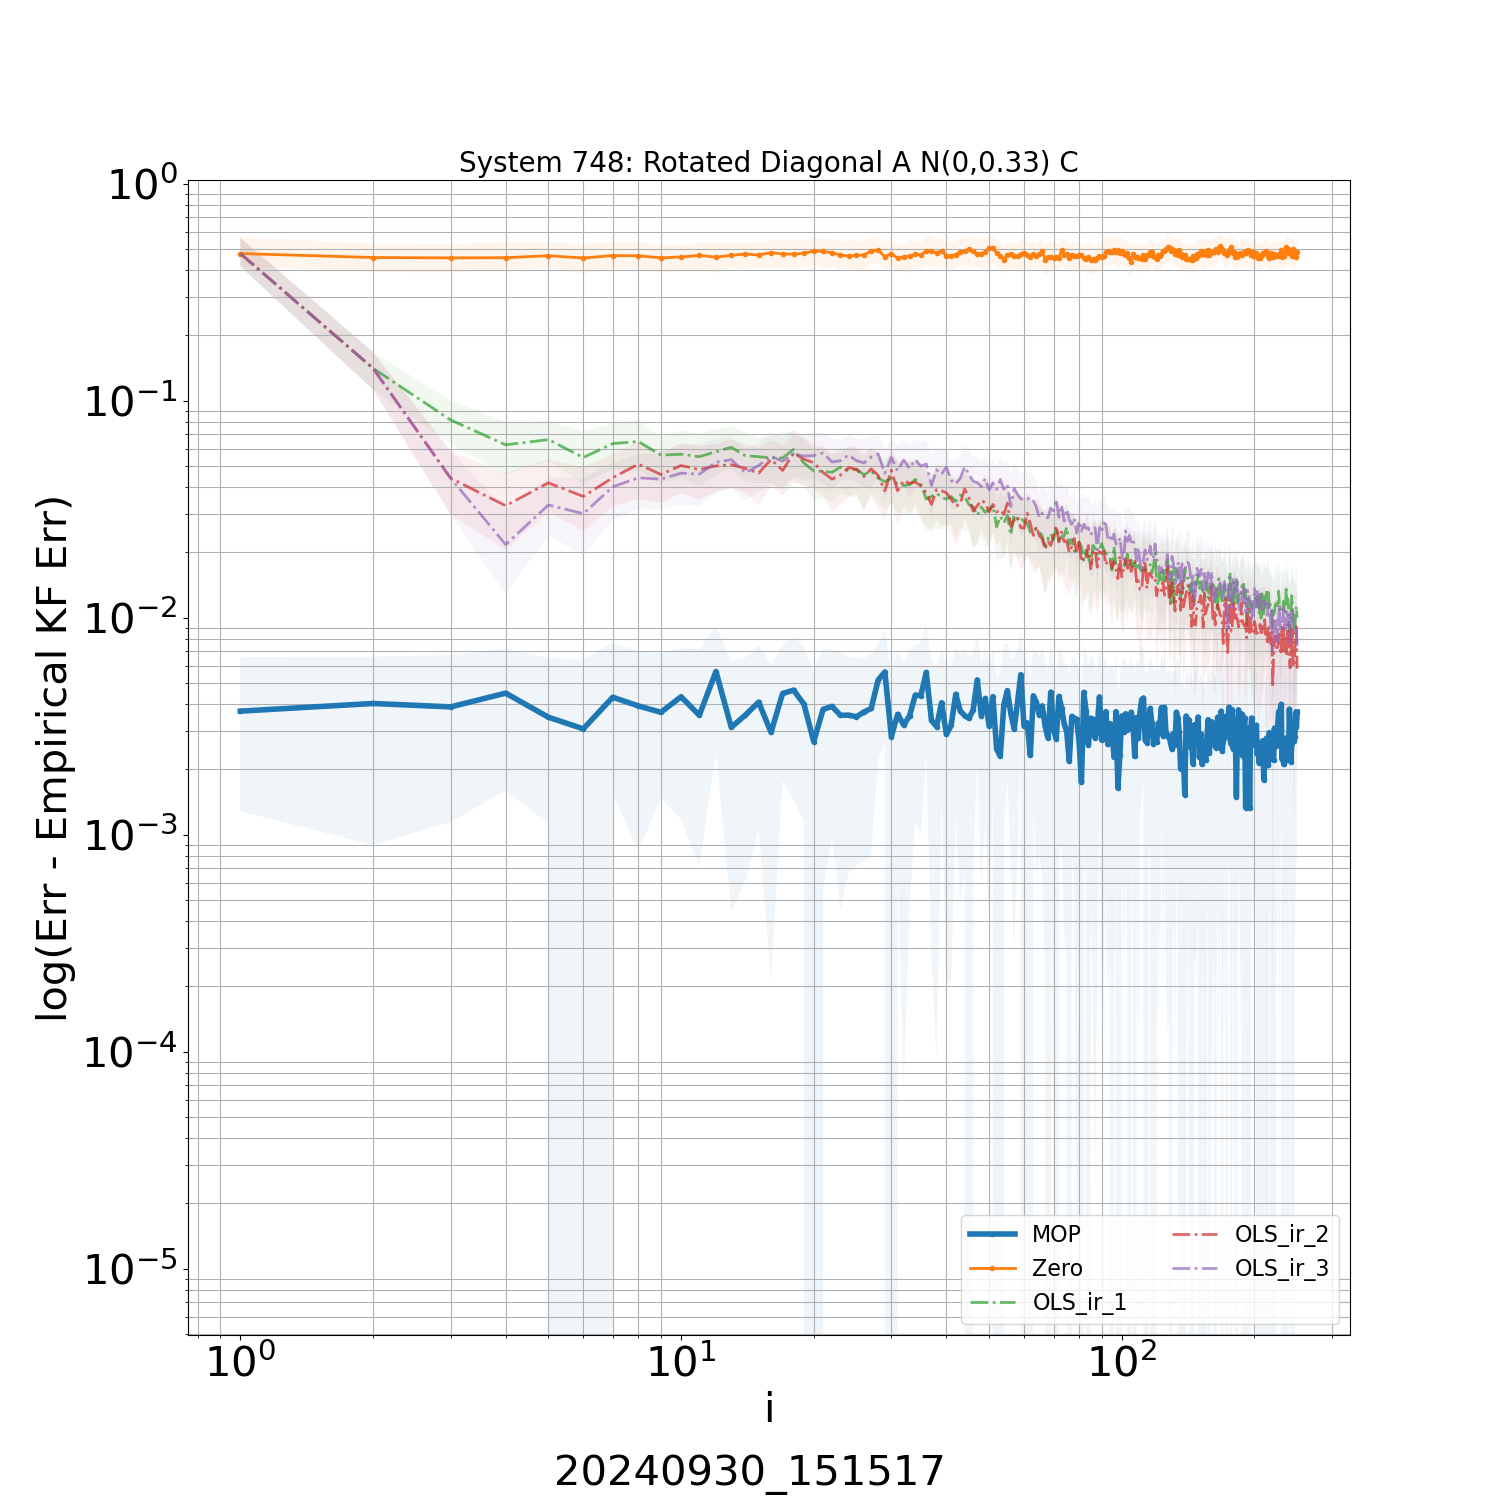 System 748: Rotated Diagonal A N(0,0.33) C
log(Err - Empirical KF Err)
10^0
10^-1
10^-2
10^-3
10^-4
10^-5
MOP
Zero
OLS_ir_1
OLS_ir_2
OLS_ir_3
10^0 10^1 10^2
i
20240930_151517